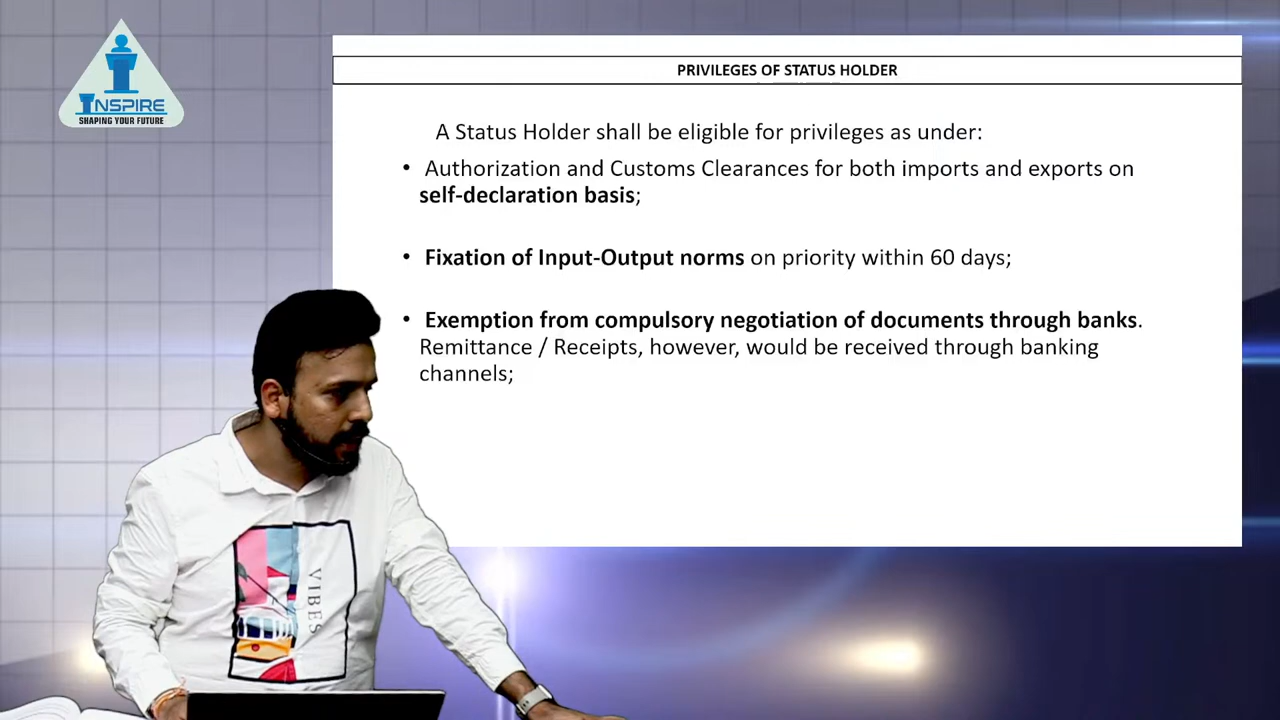 INSPIRE
SHAPING YOUR FUTURE
PRIVILEGES OF STATUS HOLDER
A Status Holder shall be eligible for privileges as under:
• Authorization and Customs Clearances for both imports and exports on
self-declaration basis;
• Fixation of Input-Output norms on priority within 60 days;
• Exemption from compulsory negotiation of documents through banks.
Remittance / Receipts, however, would be received through banking
channels;
VIBES